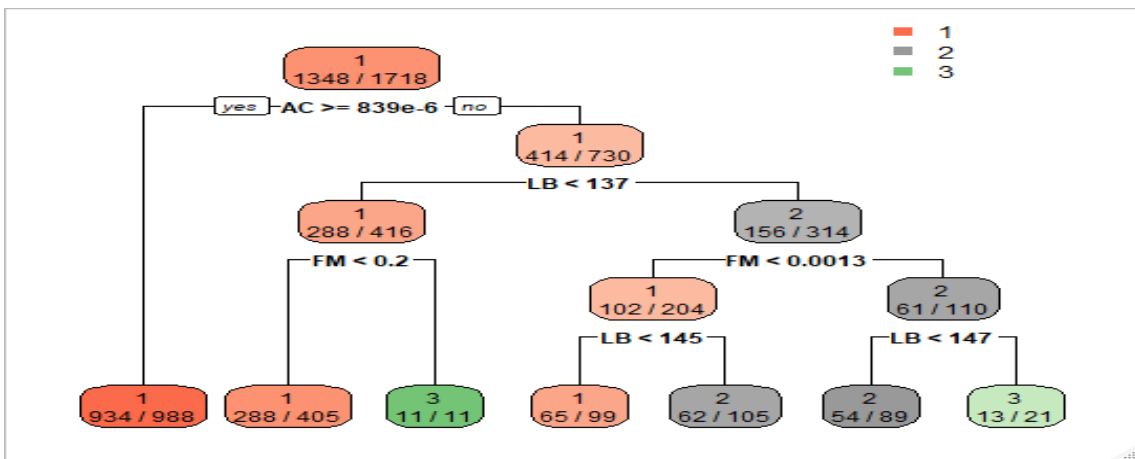 1
2
3
1
1348 / 1718
yes AC >= 839e-6 no
1
414 / 730
LB < 137
1
288 / 416
2
156 / 314
FM < 0.2
FM < 0.0013
1
102 / 204
2
61 / 110
LB < 145
LB < 147
1
934 / 988
1
288 / 405
3
11 / 11
1
65 / 99
2
62 / 105
2
54 / 89
3
13 / 21